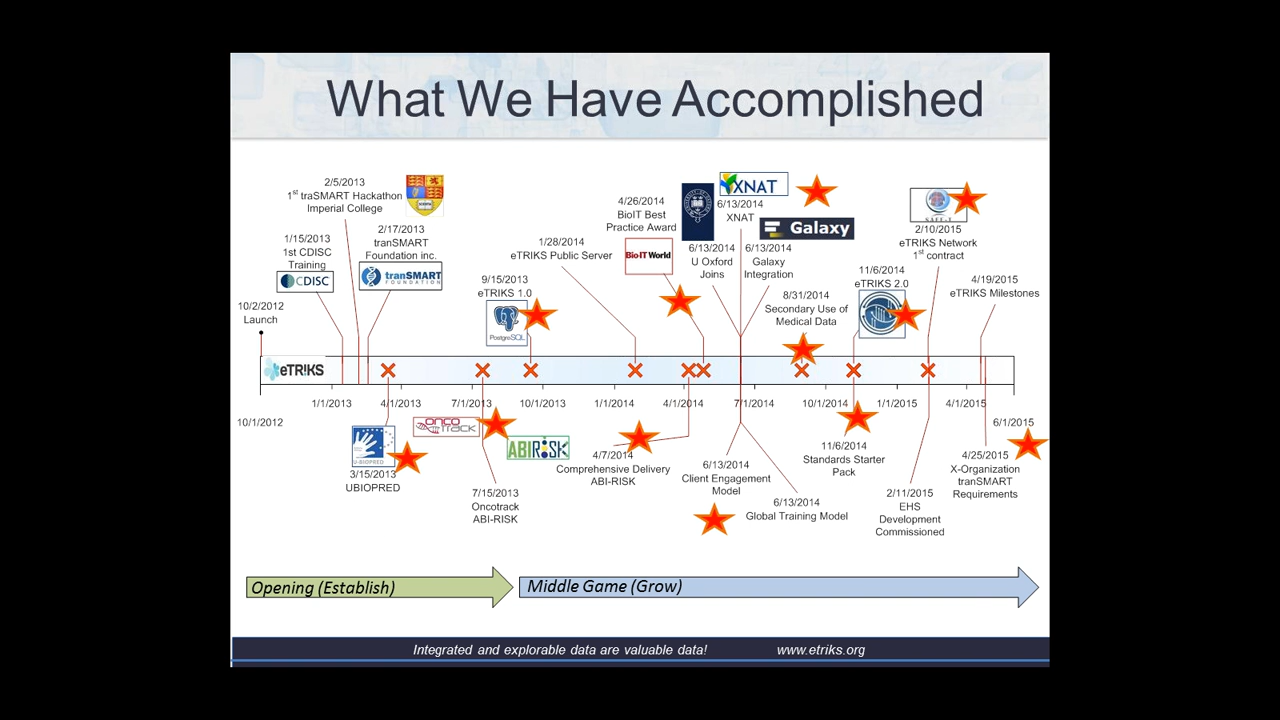 What We Have Accomplished
2/5/2013
1st traSMART Hackathon
Imperial College
2/17/2013
tranSMART
Foundation inc.
tranSMART
FOUNDATION
1/15/2013
1st CDISC
Training
CDISC
10/2/2012
Launch
9/15/2013
eTRIKS 1.0
PostgreSQL
1/28/2014
eTRIKS Public Server
4/26/2014
BioIT Best
Practice Award
Bio·IT World
6/13/2014
U Oxford
Joins
XNAT
6/13/2014
XNAT
Galaxy
6/13/2014
Galaxy
Integration
8/31/2014
Secondary Use of
Medical Data
11/6/2014
eTRIKS 2.0
2/10/2015
eTRIKS Network
1st contract
4/19/2015
eTRIKS Milestones
eTRIKS
1/1/2013
4/1/2013
7/1/2013
10/1/2013
1/1/2014
4/1/2014
7/1/2014
10/1/2014
1/1/2015
4/1/2015
10/1/2012
6/1/2015
U-BIOPRED
3/15/2013
UBIOPRED
ONCO
TRACK
7/15/2013
Oncotrack
ABI-RISK
ABIRISK
4/7/2014
Comprehensive Delivery
ABI-RISK
6/13/2014
Client Engagement
Model
6/13/2014
Global Training Model
11/6/2014
Standards Starter
Pack
2/11/2015
EHS
Development
Commissioned
4/25/2015
X-Organization
tranSMART
Requirements
Opening (Establish)
Middle Game (Grow)
Integrated and explorable data are valuable data!
www.etriks.org